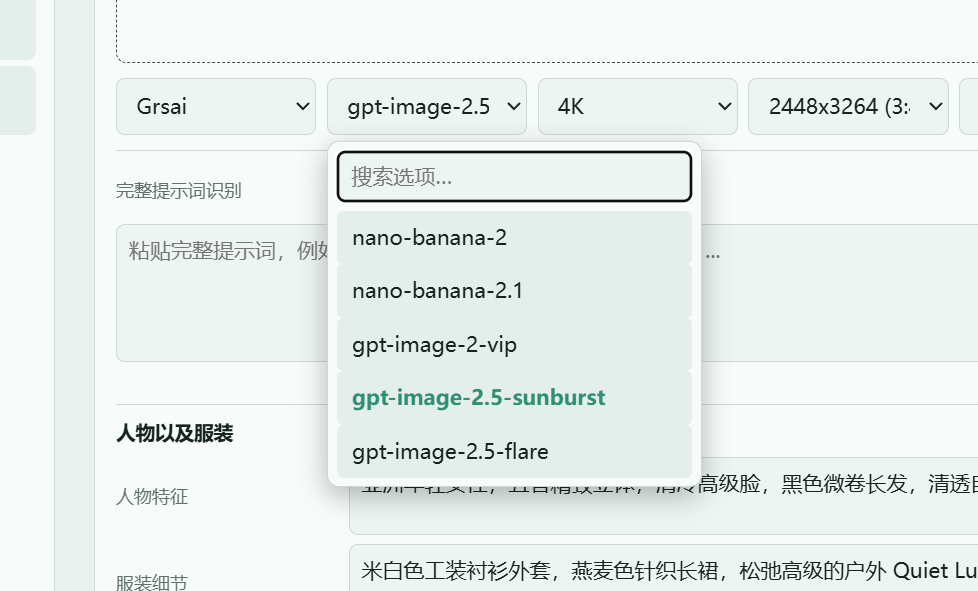 Grsai
gpt-image-2.5
4K
2448x3264 (3:
搜索选项...
nano-banana-2
nano-banana-2.1
gpt-image-2-vip
gpt-image-2.5-sunburst
gpt-image-2.5-flare
完整提示词识别
粘贴完整提示词，例如 ...
人物以及服装
人物特征
亚洲年轻女性，五官精致立体，清冷高级脸，黑色微卷长发，清透
服装细节
米白色工装衬衫外套，燕麦色针织长裙，松弛高级的户外 Quiet Lu